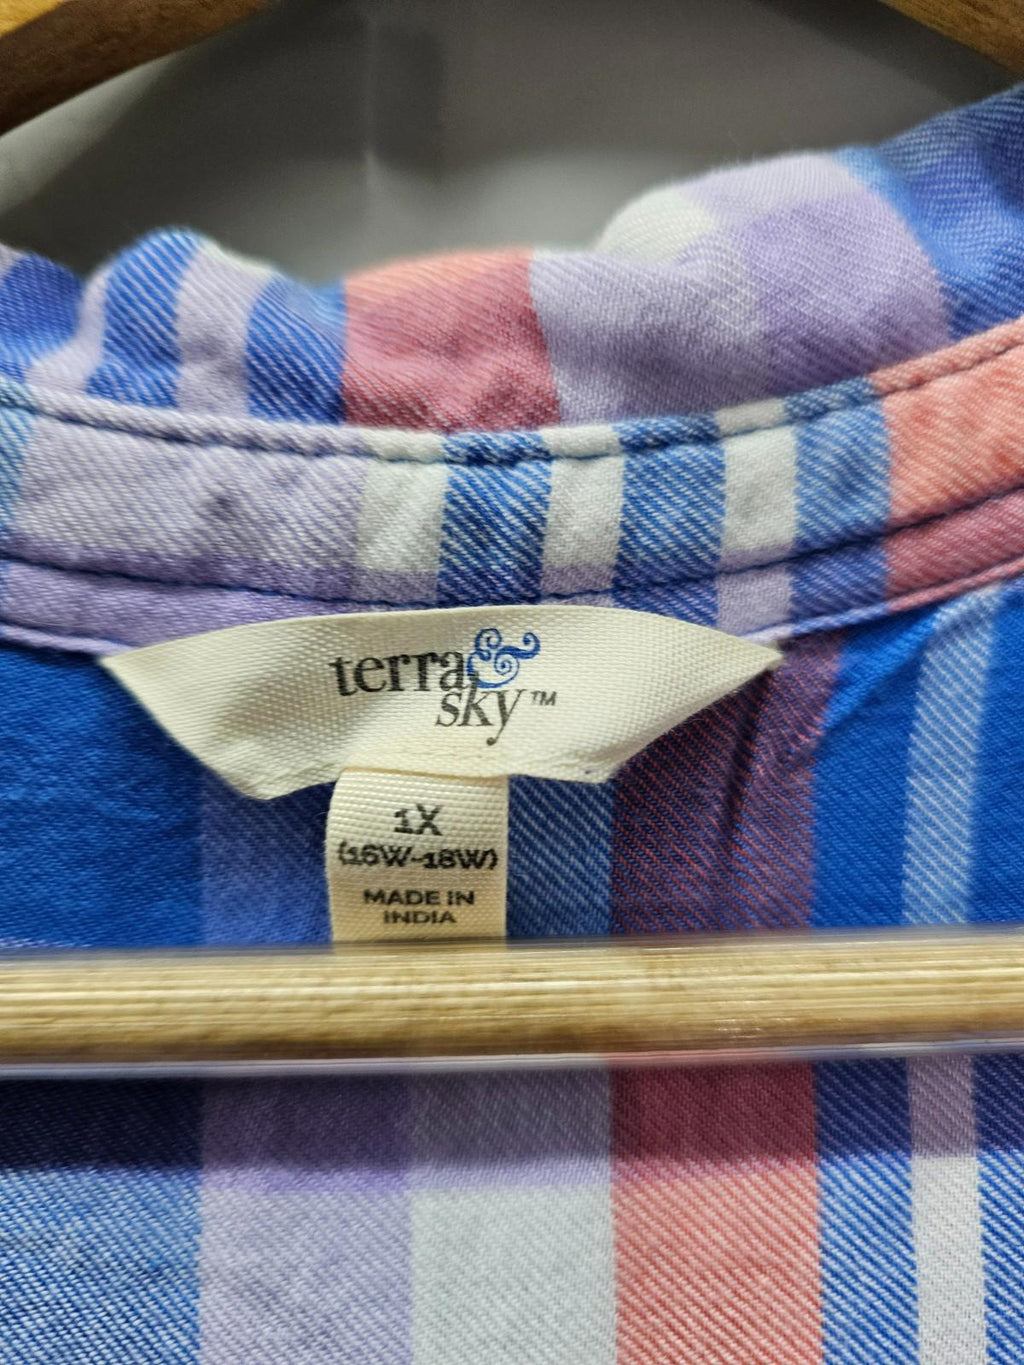 terra &
sky™
1X
(16W-18W)
MADE IN
INDIA